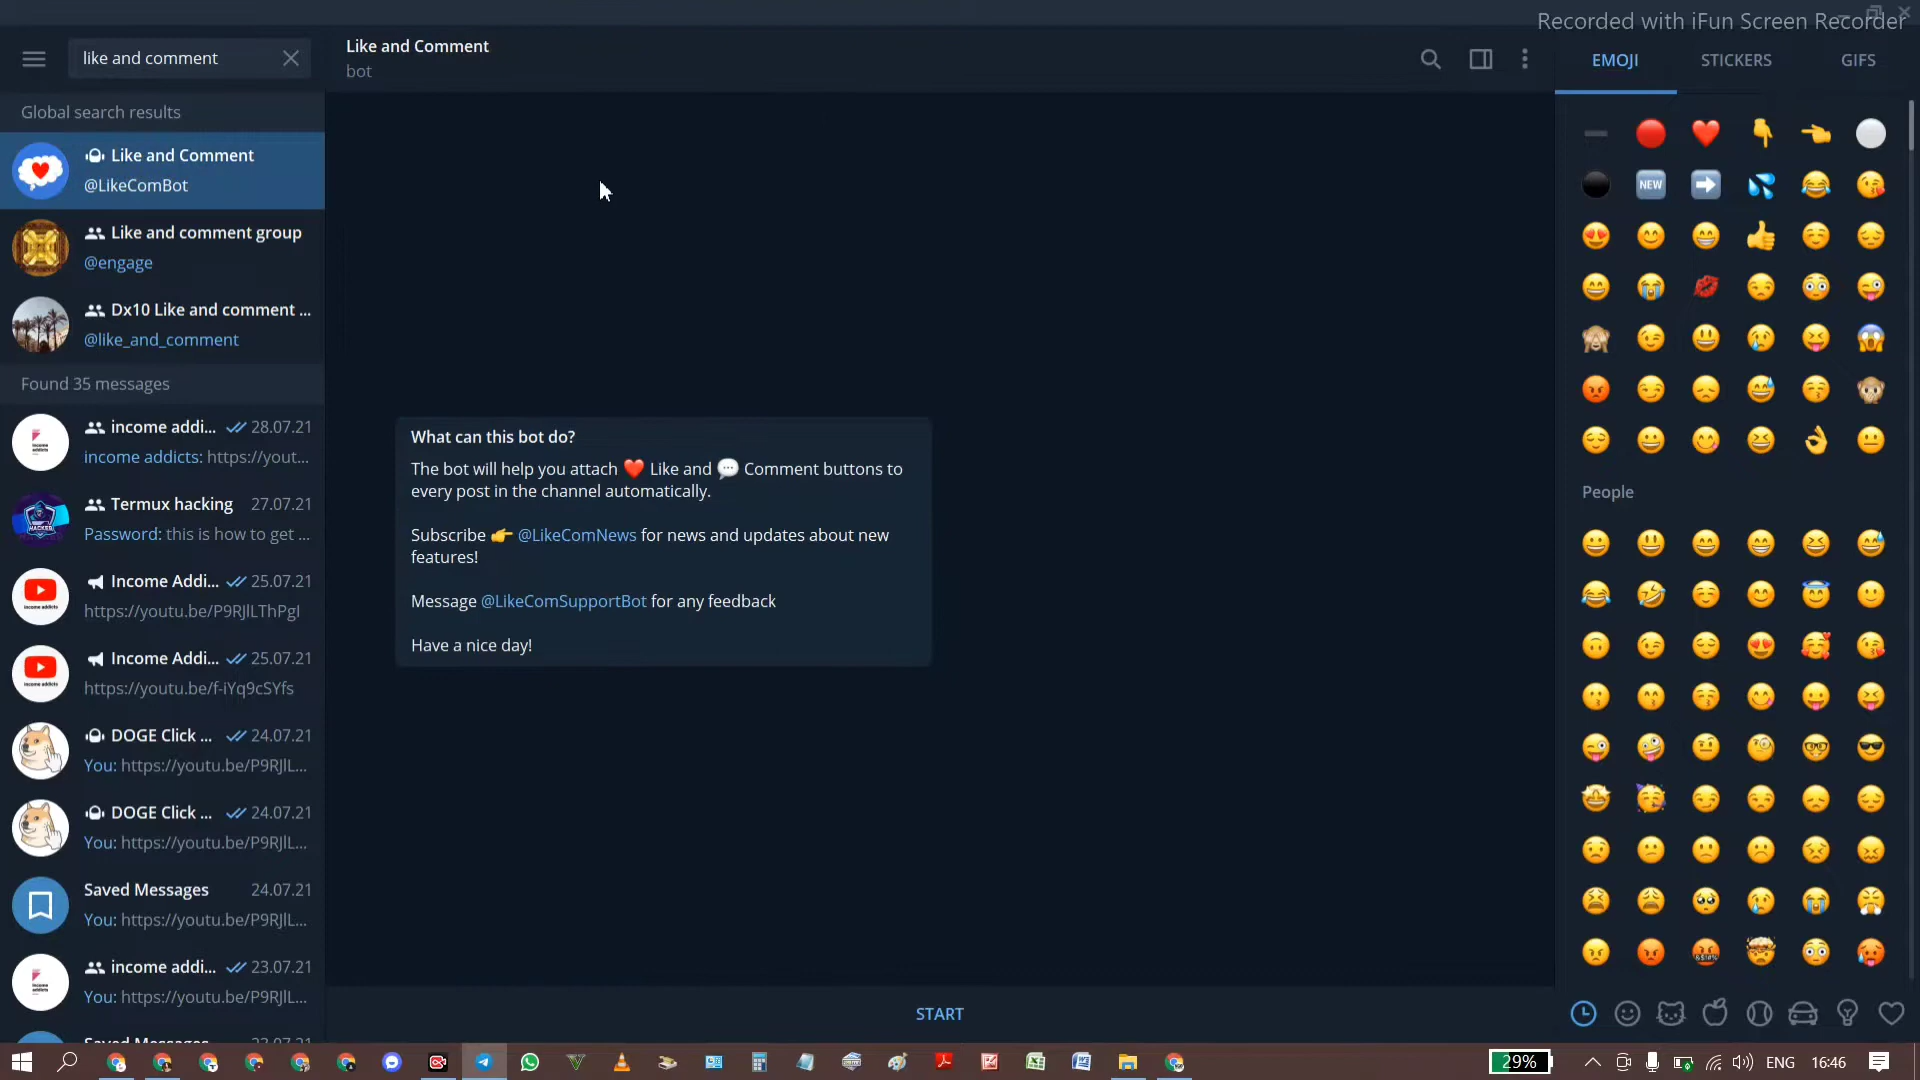 Recorded with iFun Screen Recorder
like and comment
Like and Comment
bot
EMOJI
STICKERS
GIFS
Global search results
Like and Comment
@LikeComBot
Like and comment group
@engage
Dx10 Like and comment ...
@like_and_comment
Found 35 messages
income addi... 28.07.21
income addicts: https://yout...
Termux hacking 27.07.21
Password: this is how to get ...
Income Addi... 25.07.21
https://youtu.be/P9RJlLThPgI
Income Addi... 25.07.21
https://youtu.be/f-iYq9cSYfs
DOGE Click ... 24.07.21
You: https://youtu.be/P9RJlL...
DOGE Click ... 24.07.21
You: https://youtu.be/P9RJlL...
Saved Messages 24.07.21
You: https://youtu.be/P9RJlL...
income addi... 23.07.21
You: https://youtu.be/P9RJlL...
What can this bot do?
The bot will help you attach ❤️ Like and 💬 Comment buttons to
every post in the channel automatically.
Subscribe 👉 @LikeComNews for news and updates about new
features!
Message @LikeComSupportBot for any feedback
Have a nice day!
START
NEW
People
29%
ENG
16:46